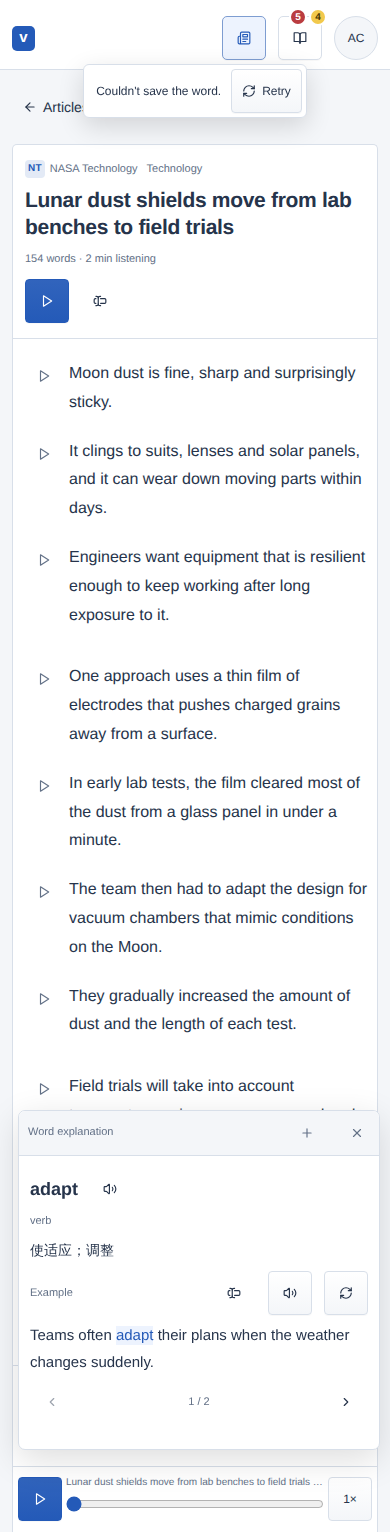 v
5
4
AC
Couldn't save the word.
Retry
Article
NT NASA Technology Technology
Lunar dust shields move from lab
benches to field trials
154 words · 2 min listening
Moon dust is fine, sharp and surprisingly
sticky.
It clings to suits, lenses and solar panels,
and it can wear down moving parts within
days.
Engineers want equipment that is resilient
enough to keep working after long
exposure to it.
One approach uses a thin film of
electrodes that pushes charged grains
away from a surface.
In early lab tests, the film cleared most of
the dust from a glass panel in under a
minute.
The team then had to adapt the design for
vacuum chambers that mimic conditions
on the Moon.
They gradually increased the amount of
dust and the length of each test.
Field trials will take into account
Word explanation
adapt
verb
使适应；调整
Example
Teams often adapt their plans when the weather
changes suddenly.
1 / 2
Lunar dust shields move from lab benches to field trials ...
1×